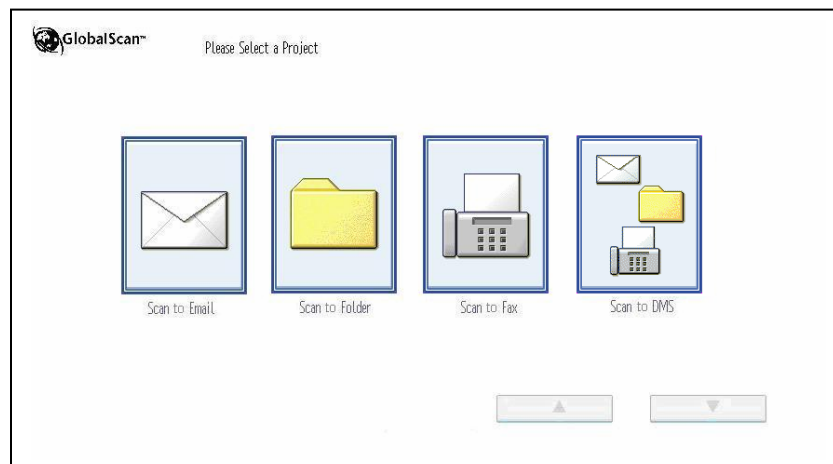 GlobalScan™
Please Select a Project
Scan to Email
Scan to Folder
Scan to Fax
Scan to DMS